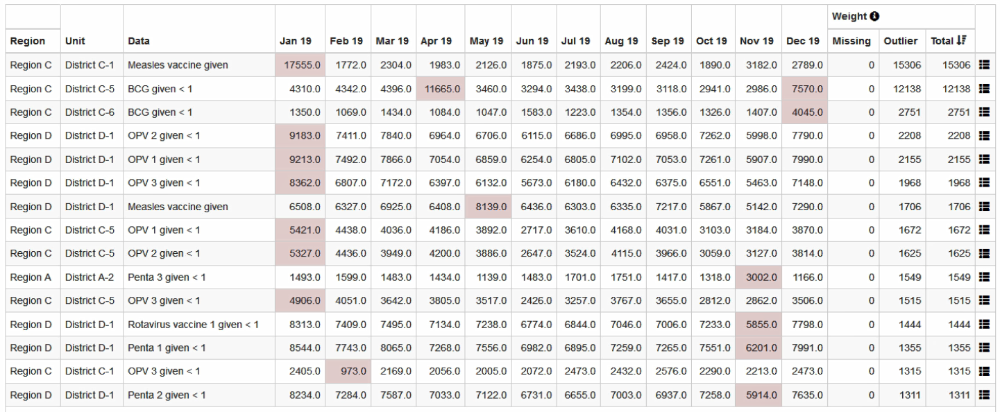 Weight
Region Unit Data Jan 19 Feb 19 Mar 19 Apr 19 May 19 Jun 19 Jul 19 Aug 19 Sep 19 Oct 19 Nov 19 Dec 19 Missing Outlier Total
Region C District C-1 Measles vaccine given 17555.0 1772.0 2304.0 1983.0 2126.0 1875.0 2193.0 2206.0 2424.0 1890.0 3182.0 2789.0 0 15306 15306
Region C District C-5 BCG given < 1 4310.0 4342.0 4396.0 11665.0 3460.0 3294.0 3438.0 3199.0 3118.0 2941.0 2986.0 7570.0 0 12138 12138
Region C District C-6 BCG given < 1 1350.0 1069.0 1434.0 1084.0 1047.0 1583.0 1223.0 1354.0 1356.0 1326.0 1407.0 4045.0 0 2751 2751
Region D District D-1 OPV 2 given < 1 9183.0 7411.0 7840.0 6964.0 6706.0 6115.0 6686.0 6995.0 6958.0 7262.0 5998.0 7790.0 0 2208 2208
Region D District D-1 OPV 1 given < 1 9213.0 7492.0 7866.0 7054.0 6859.0 6254.0 6805.0 7102.0 7053.0 7261.0 5907.0 7990.0 0 2155 2155
Region D District D-1 OPV 3 given < 1 8362.0 6807.0 7172.0 6397.0 6132.0 5673.0 6180.0 6432.0 6375.0 6551.0 5463.0 7148.0 0 1968 1968
Region D District D-1 Measles vaccine given 6508.0 6327.0 6925.0 6408.0 8139.0 6436.0 6303.0 6335.0 7217.0 5867.0 5142.0 7290.0 0 1706 1706
Region C District C-5 OPV 1 given < 1 5421.0 4438.0 4036.0 4186.0 3892.0 2717.0 3610.0 4168.0 4031.0 3103.0 3184.0 3870.0 0 1672 1672
Region C District C-5 OPV 2 given < 1 5327.0 4436.0 3949.0 4200.0 3886.0 2647.0 3524.0 4115.0 3966.0 3059.0 3127.0 3814.0 0 1625 1625
Region A District A-2 Penta 3 given < 1 1493.0 1599.0 1483.0 1434.0 1139.0 1483.0 1701.0 1751.0 1417.0 1318.0 3002.0 1166.0 0 1549 1549
Region C District C-5 OPV 3 given < 1 4906.0 4051.0 3642.0 3805.0 3517.0 2426.0 3257.0 3767.0 3655.0 2812.0 2862.0 3506.0 0 1515 1515
Region D District D-1 Rotavirus vaccine 1 given < 1 8313.0 7409.0 7495.0 7134.0 7238.0 6774.0 6844.0 7046.0 7006.0 7233.0 5855.0 7798.0 0 1444 1444
Region D District D-1 Penta 1 given < 1 8544.0 7743.0 8065.0 7268.0 7556.0 6982.0 6895.0 7259.0 7265.0 7551.0 6201.0 7991.0 0 1355 1355
Region C District C-1 OPV 3 given < 1 2405.0 973.0 2169.0 2056.0 2005.0 2072.0 2473.0 2432.0 2576.0 2290.0 2213.0 2473.0 0 1315 1315
Region D District D-1 Penta 2 given < 1 8234.0 7284.0 7587.0 7033.0 7122.0 6731.0 6655.0 7003.0 6937.0 7258.0 5914.0 7635.0 0 1311 1311